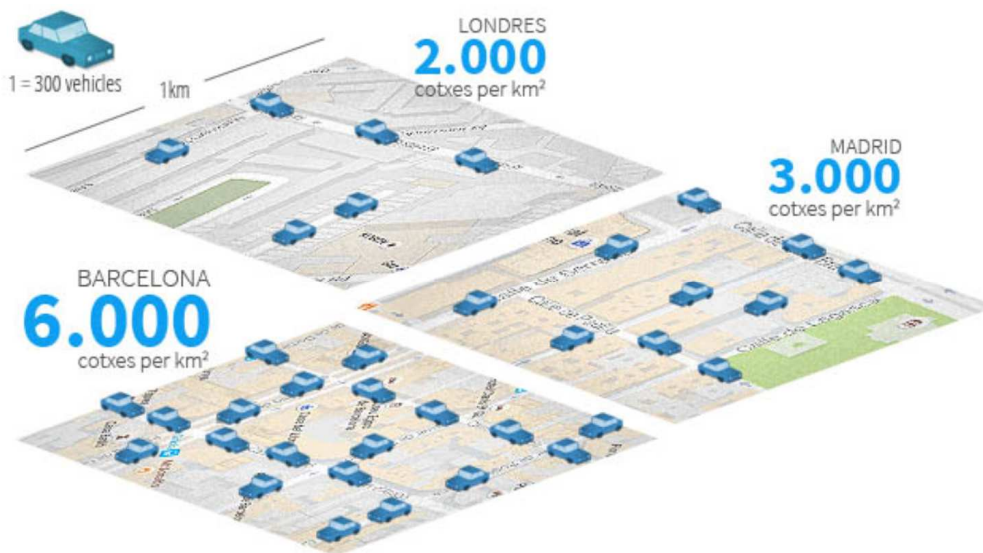 1 = 300 vehicles
1km
LONDRES
2.000
cotxes per km²
MADRID
3.000
cotxes per km²
BARCELONA
6.000
cotxes per km²